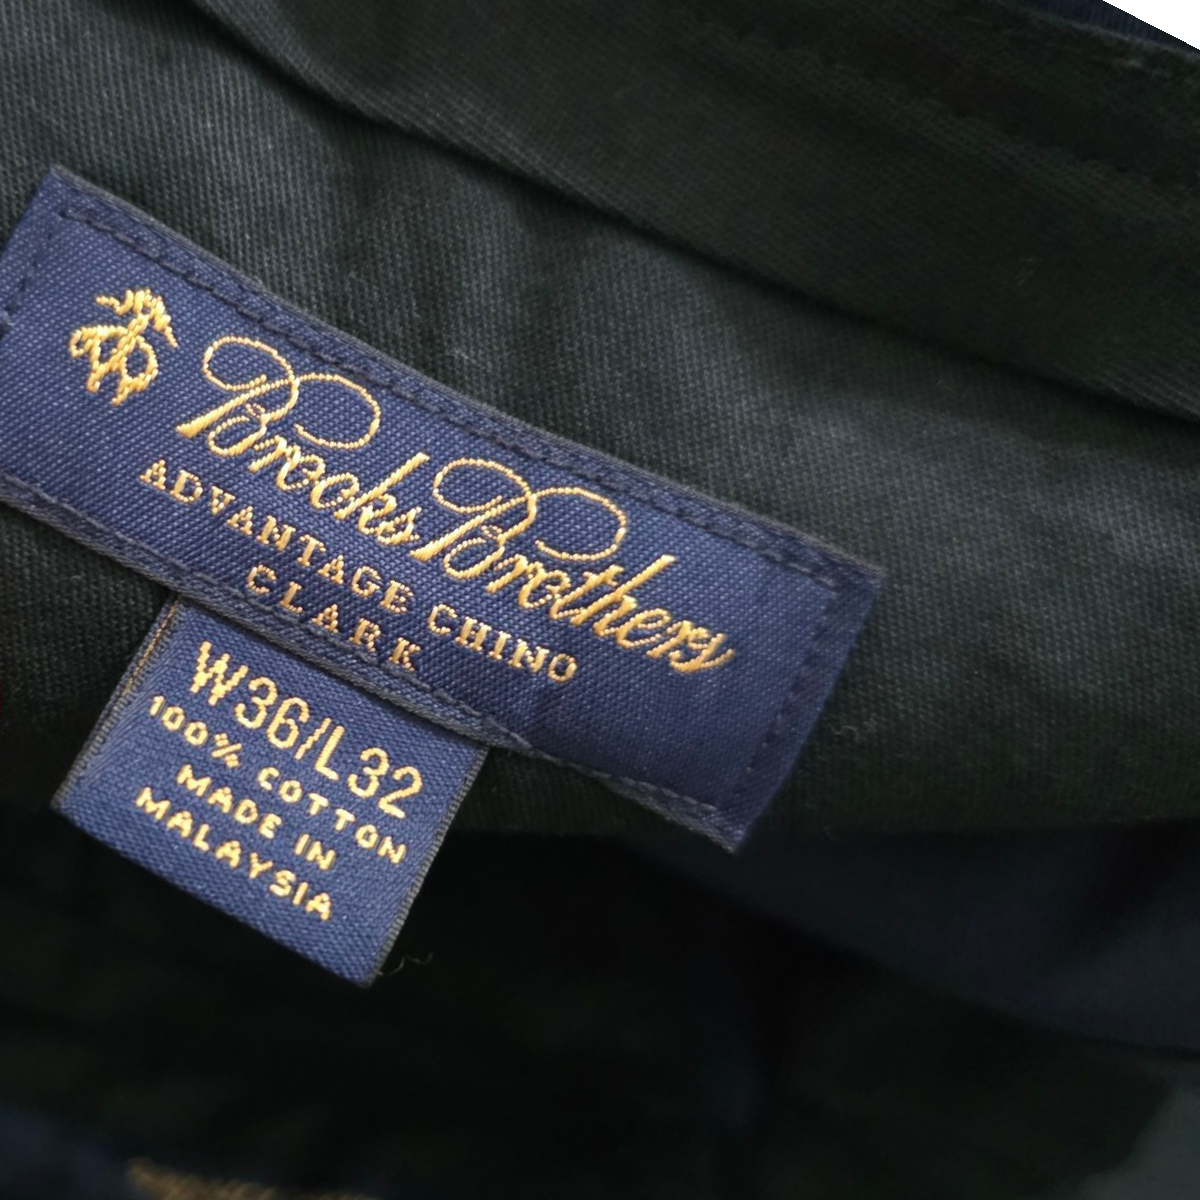 Brooks Brothers
ADVANTAGE CHINO
CLARK
W36/L32
100% COTTON
MADE IN
MALAYSIA